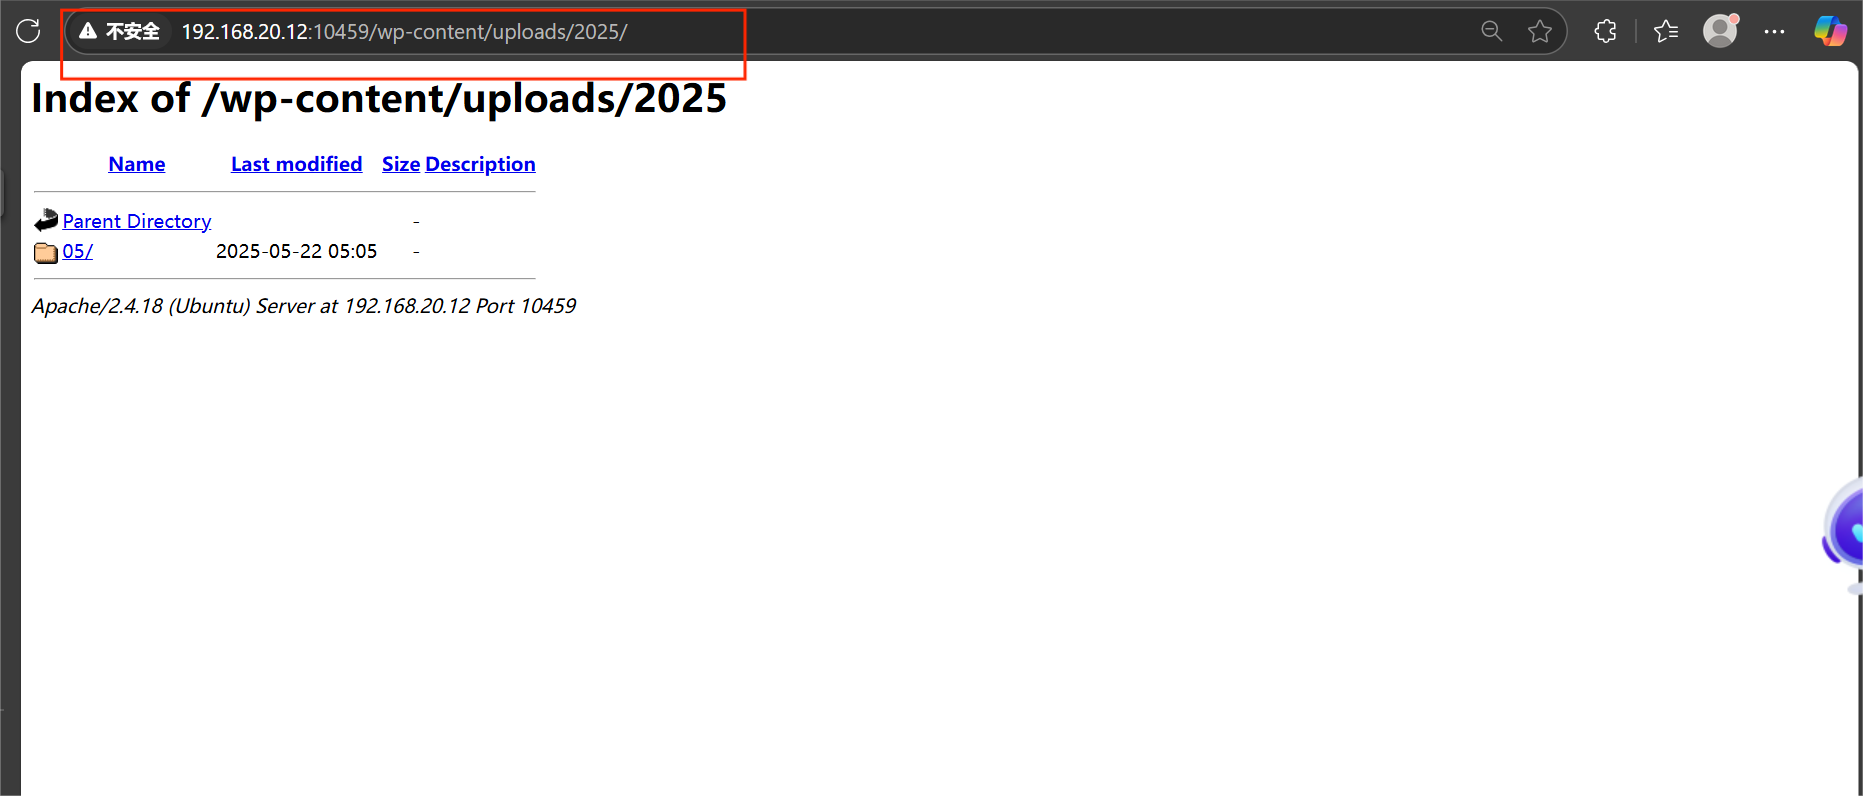 不安全 192.168.20.12:10459/wp-content/uploads/2025/
Index of /wp-content/uploads/2025
Name Last modified Size Description
Parent Directory -
05/ 2025-05-22 05:05 -
Apache/2.4.18 (Ubuntu) Server at 192.168.20.12 Port 10459